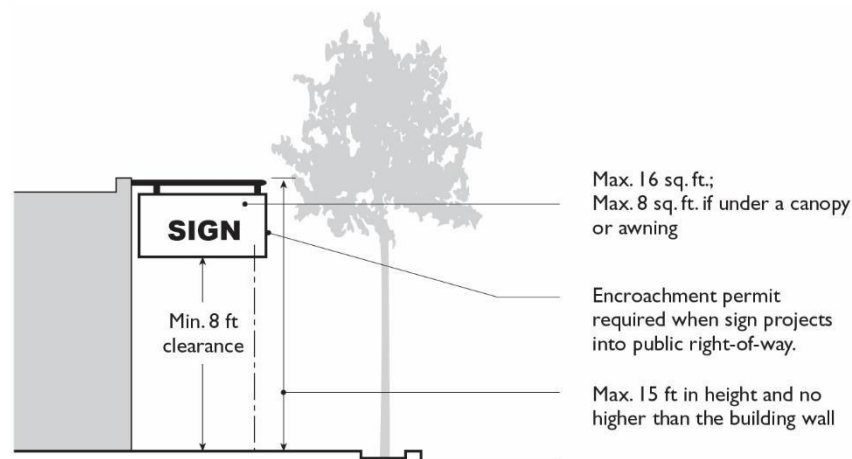 SIGN
Min. 8 ft
clearance
Max. 16 sq. ft.;
Max. 8 sq. ft. if under a canopy
or awning
Encroachment permit
required when sign projects
into public right-of-way.
Max. 15 ft in height and no
higher than the building wall